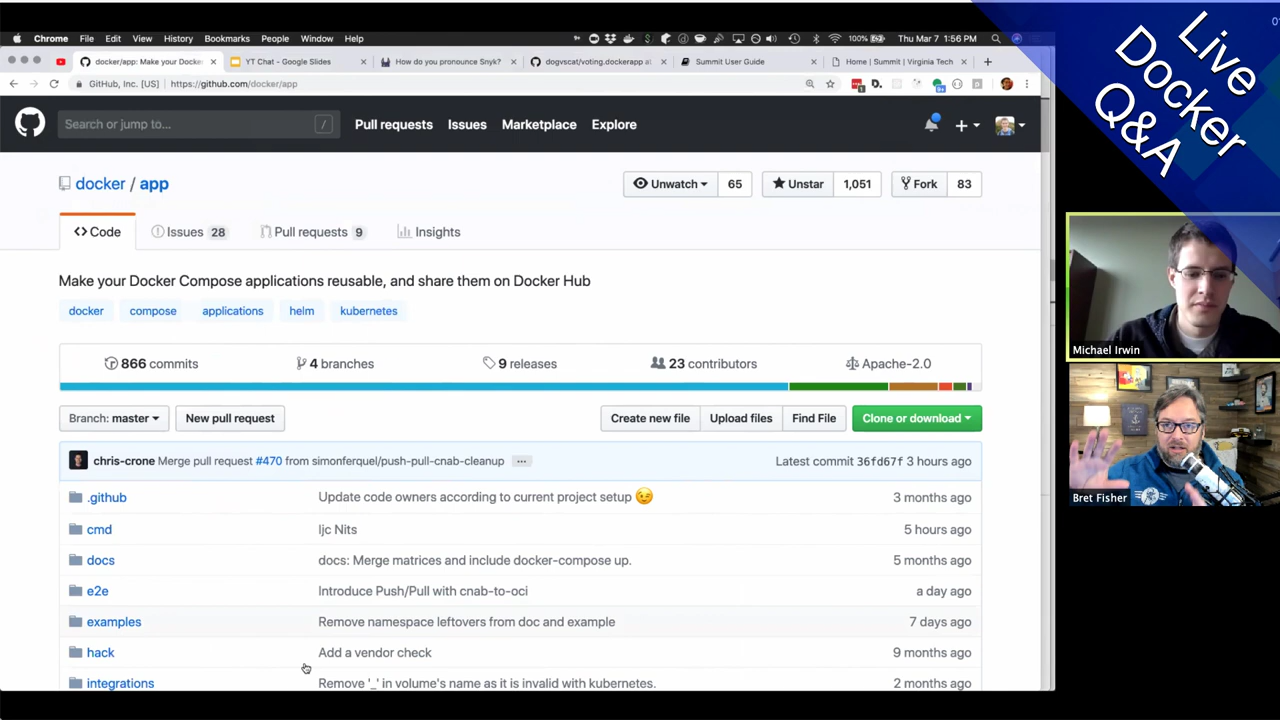 Chrome File Edit View History Bookmarks People Window Help
100% Thu Mar 7 1:56 PM
docker/app: Make your Docke
YT Chat - Google Slides
How do you pronounce Snyk?
dogvscat/voting.dockerapp at
Summit User Guide
Home | Summit | Virginia Tech
GitHub, Inc. [US] https://github.com/docker/app
Search or jump to... /
Pull requests Issues Marketplace Explore
docker / app
Unwatch 65 Unstar 1,051 Fork 83
Code Issues 28 Pull requests 9 Insights
Make your Docker Compose applications reusable, and share them on Docker Hub
docker compose applications helm kubernetes
866 commits 4 branches 9 releases 23 contributors Apache-2.0
Branch: master New pull request Create new file Upload files Find File Clone or download
chris-crone Merge pull request #470 from simonferquel/push-pull-cnab-cleanup ... Latest commit 36fd67f 3 hours ago
.github Update code owners according to current project setup 3 months ago
cmd ljc Nits 5 hours ago
docs docs: Merge matrices and include docker-compose up. 5 months ago
e2e Introduce Push/Pull with cnab-to-oci a day ago
examples Remove namespace leftovers from doc and example 7 days ago
hack Add a vendor check 9 months ago
integrations Remove '_' in volume's name as it is invalid with kubernetes. 2 months ago
Live
Docker
Q&A
Michael Irwin
Bret Fisher